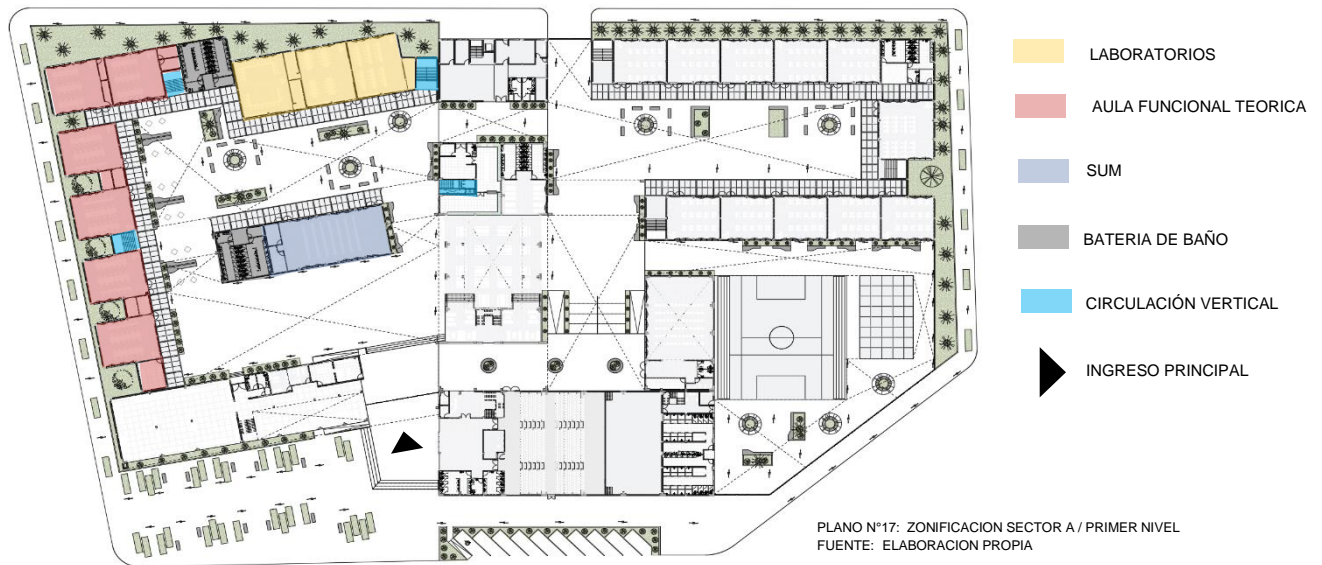 LABORATORIOS
AULA FUNCIONAL TEORICA
SUM
BATERIA DE BAÑO
CIRCULACIÓN VERTICAL
INGRESO PRINCIPAL
PLANO N°17: ZONIFICACION SECTOR A / PRIMER NIVEL
FUENTE: ELABORACION PROPIA